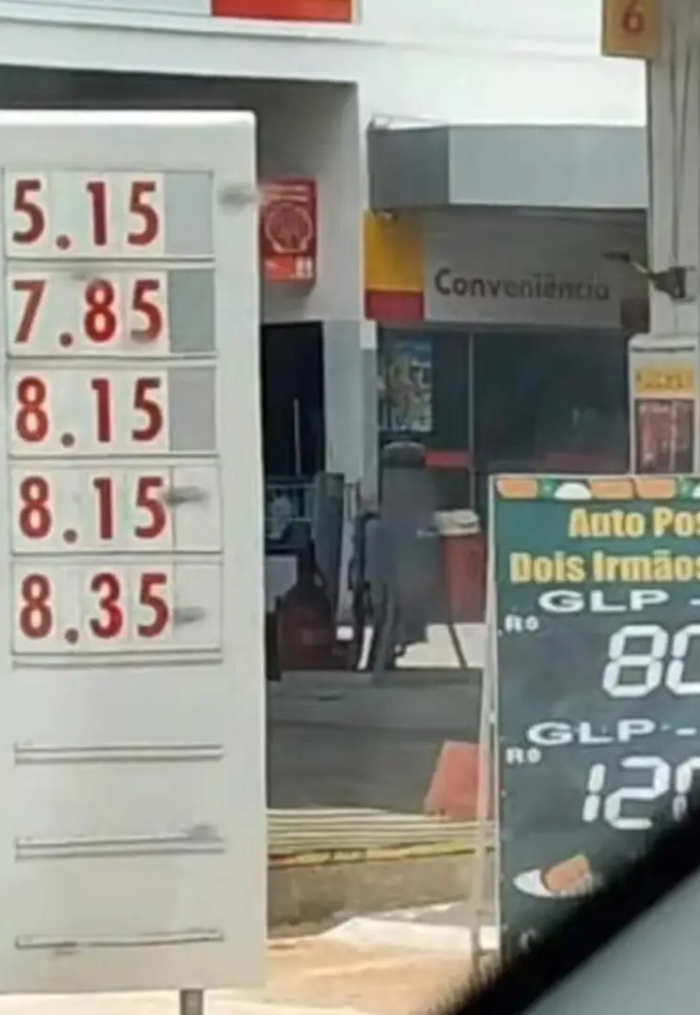 6
5.15
7.85
8.15
8.15
8.35
Conveniência
Auto Pos
Dois Irmãos
GLP -
80
GLP -
120